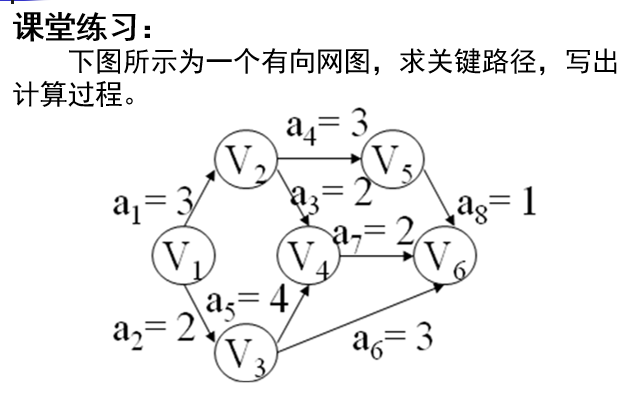 课堂练习：
下图所示为一个有向网图，求关键路径，写出
计算过程。
a4= 3
V2
V5
a3= 2
a1= 3
a8= 1
a7= 2
V1
V4
V6
a5= 4
a2= 2
a6= 3
V3